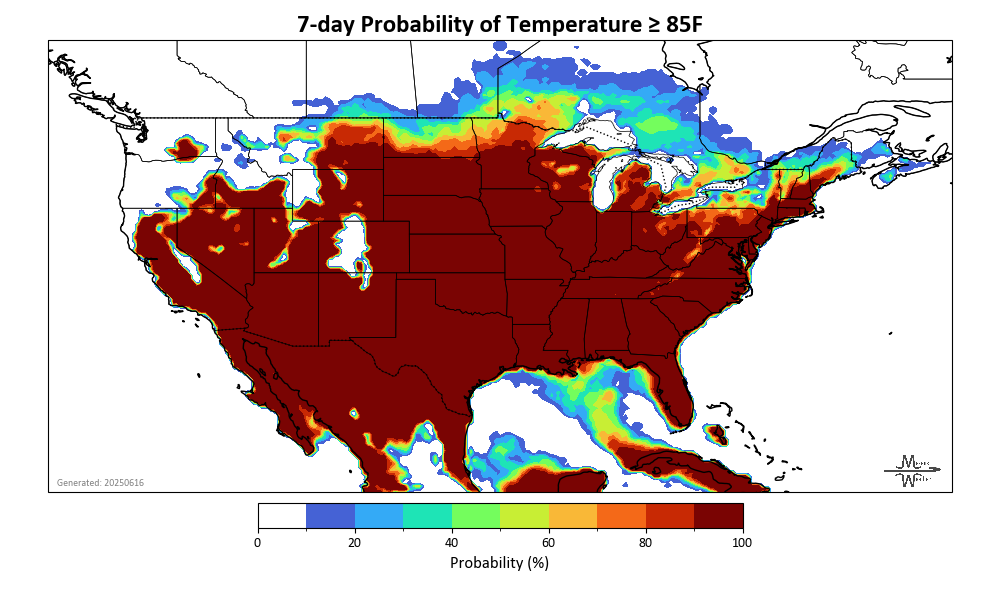 7-day Probability of Temperature ≥ 85F
Generated: 20250616
0 20 40 60 80 100
Probability (%)